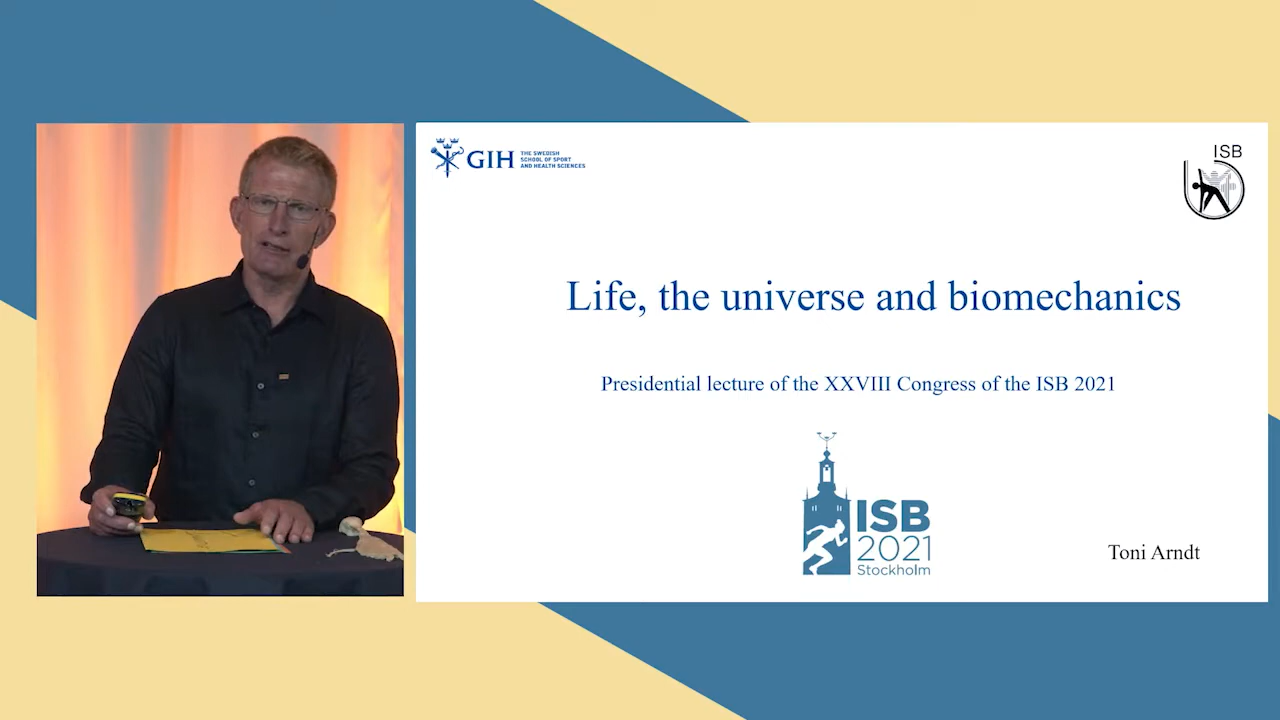 GIH
THE SWEDISH
SCHOOL OF SPORT
AND HEALTH SCIENCES
ISB
Life, the universe and biomechanics
Presidential lecture of the XXVIII Congress of the ISB 2021
ISB
2021
Stockholm
Toni Arndt